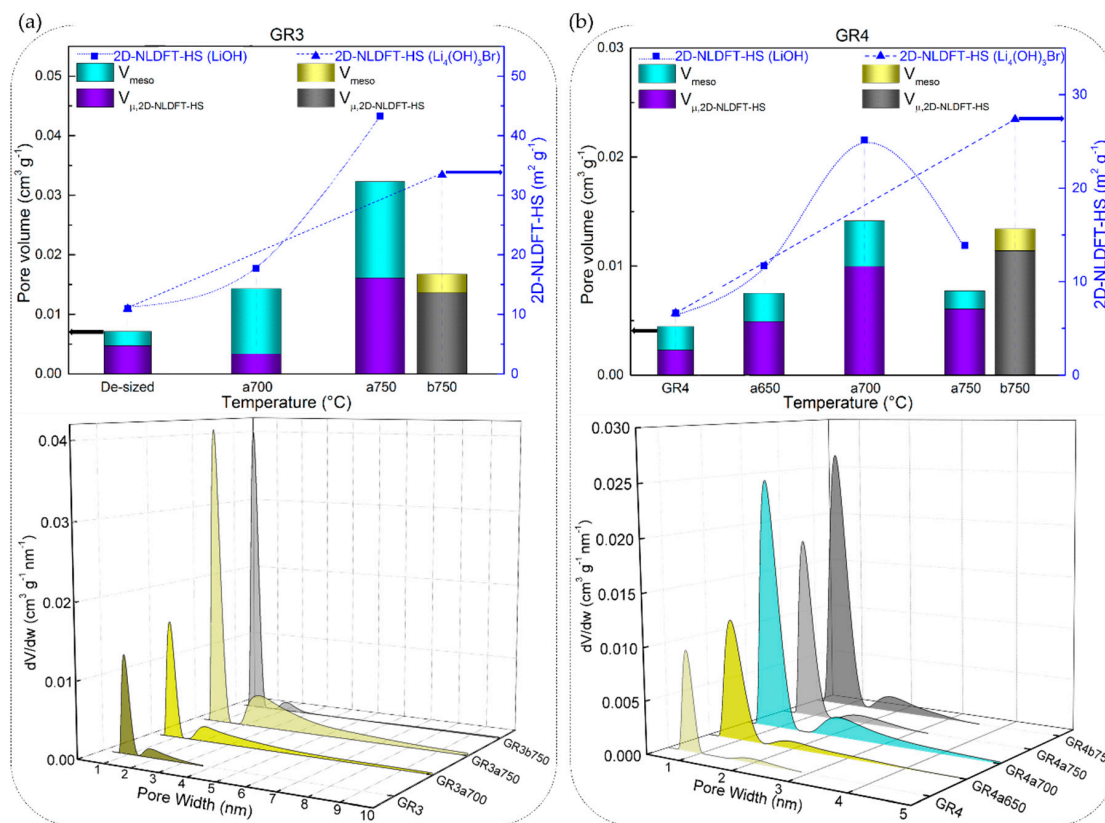 (a)
GR3
2D-NLDFT-HS (LiOH)
2D-NLDFT-HS (Li4(OH)3Br)
Vmeso
Vmeso
Vμ,2D-NLDFT-HS
Vμ,2D-NLDFT-HS
Pore volume (cm3 g-1)
0.05
0.04
0.03
0.02
0.01
0.00
50
40
30
20
10
0
2D-NLDFT-HS (m2 g-1)
De-sized
a700
a750
b750
Temperature (°C)
dV/dw (cm3 g-1 nm-1)
0.04
0.03
0.02
0.01
0.00
1
2
3
4
5
6
7
8
9
10
Pore Width (nm)
GR3
GR3a700
GR3a750
GR3b750
(b)
GR4
2D-NLDFT-HS (LiOH)
2D-NLDFT-HS (Li4(OH)3Br)
Vmeso
Vmeso
Vμ,2D-NLDFT-HS
Vμ,2D-NLDFT-HS
Pore volume (cm3 g-1)
0.03
0.02
0.01
0.00
30
20
10
0
2D-NLDFT-HS (m2 g-1)
GR4
a650
a700
a750
b750
Temperature (°C)
dV/dw (cm3 g-1 nm-1)
0.030
0.025
0.020
0.015
0.010
0.005
0.000
1
2
3
4
5
Pore Width (nm)
GR4
GR4a650
GR4a700
GR4a750
GR4b75